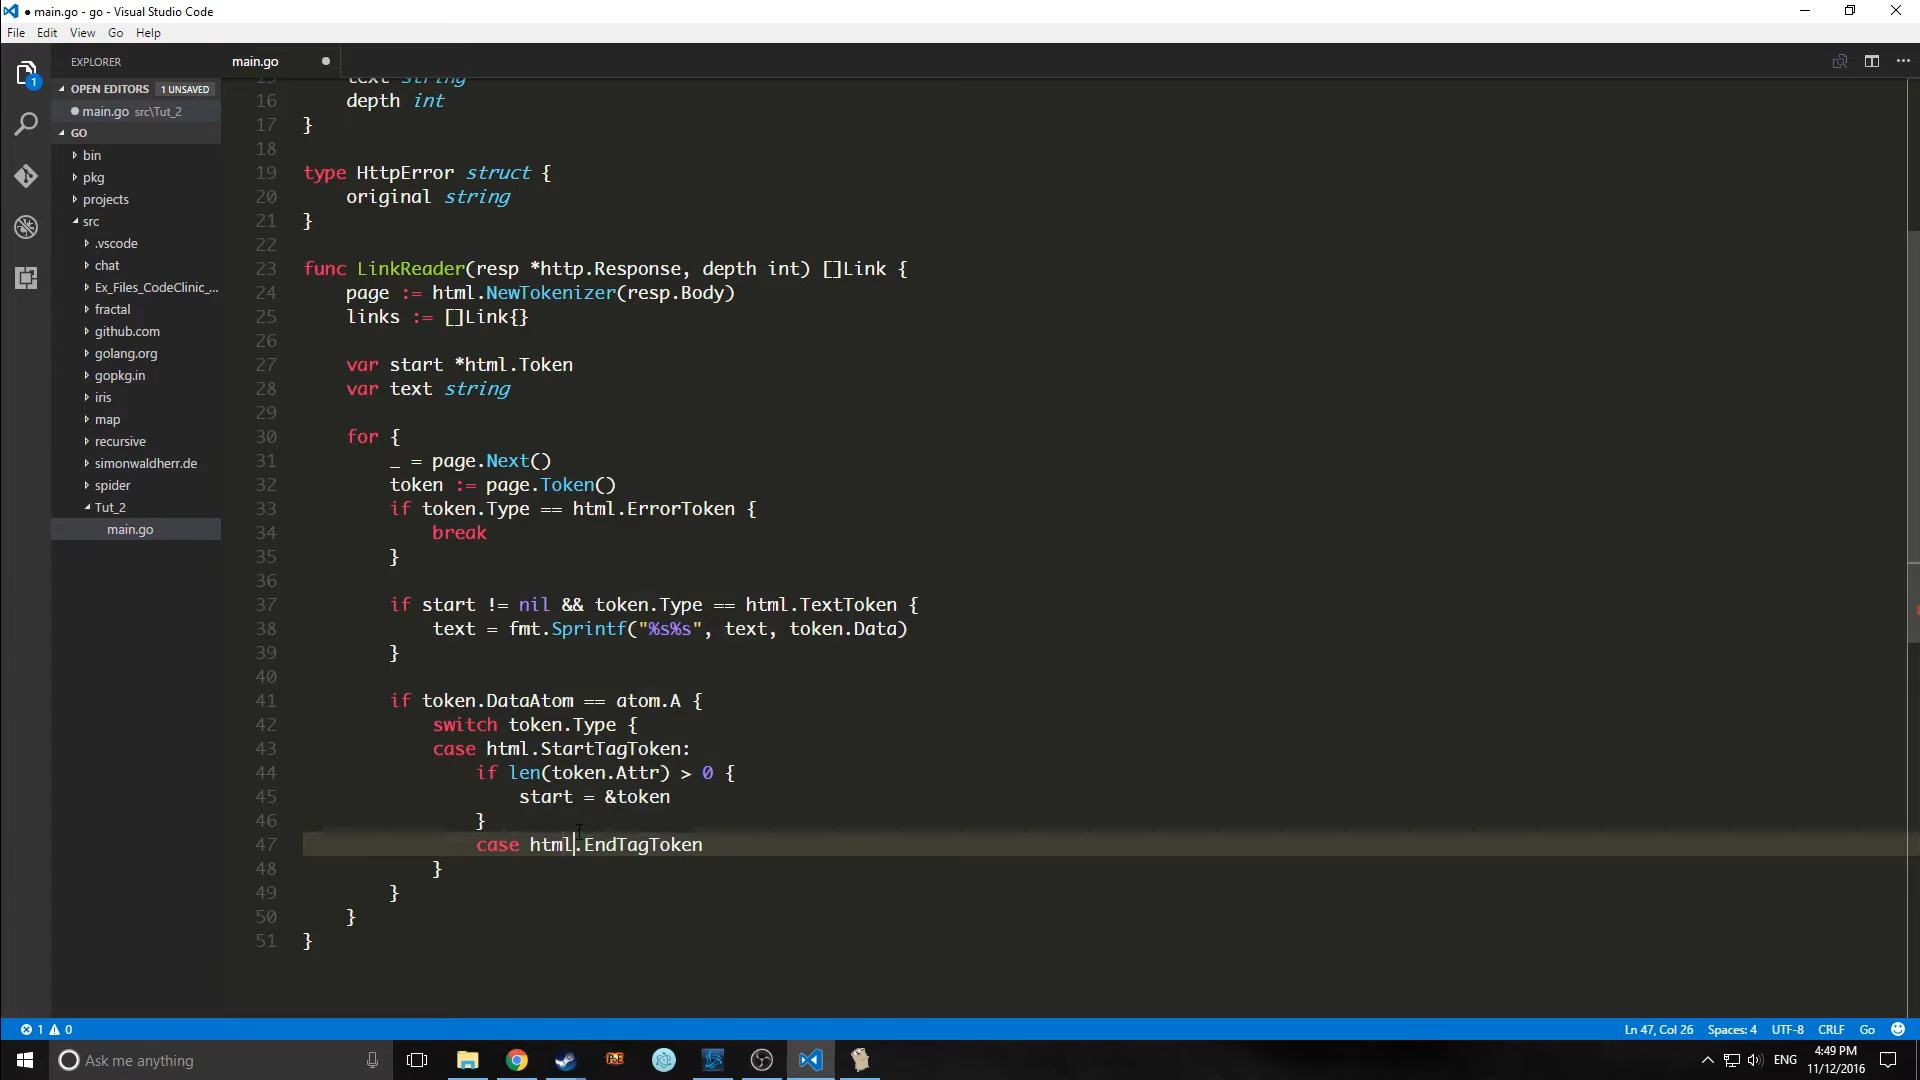 ● main.go - go - Visual Studio Code
File Edit View Go Help
EXPLORER
OPEN EDITORS 1 UNSAVED
main.go src\Tut_2
GO
bin
pkg
projects
src
.vscode
chat
Ex_Files_CodeClinic_...
fractal
github.com
golang.org
gopkg.in
iris
map
recursive
simonwaldherr.de
spider
Tut_2
main.go
1
main.go
15 text string
16 depth int
17 }
18
19 type HttpError struct {
20 original string
21 }
22
23 func LinkReader(resp *http.Response, depth int) []Link {
24 page := html.NewTokenizer(resp.Body)
25 links := []Link{}
26
27 var start *html.Token
28 var text string
29
30 for {
31 _ = page.Next()
32 token := page.Token()
33 if token.Type == html.ErrorToken {
34 break
35 }
36
37 if start != nil && token.Type == html.TextToken {
38 text = fmt.Sprintf("%s%s", text, token.Data)
39 }
40
41 if token.DataAtom == atom.A {
42 switch token.Type {
43 case html.StartTagToken:
44 if len(token.Attr) > 0 {
45 start = &token
46 }
47 case html.EndTagToken
48 }
49 }
50 }
51 }
1 0
Ln 47, Col 26 Spaces: 4 UTF-8 CRLF Go
Ask me anything
ENG
4:49 PM
11/12/2016